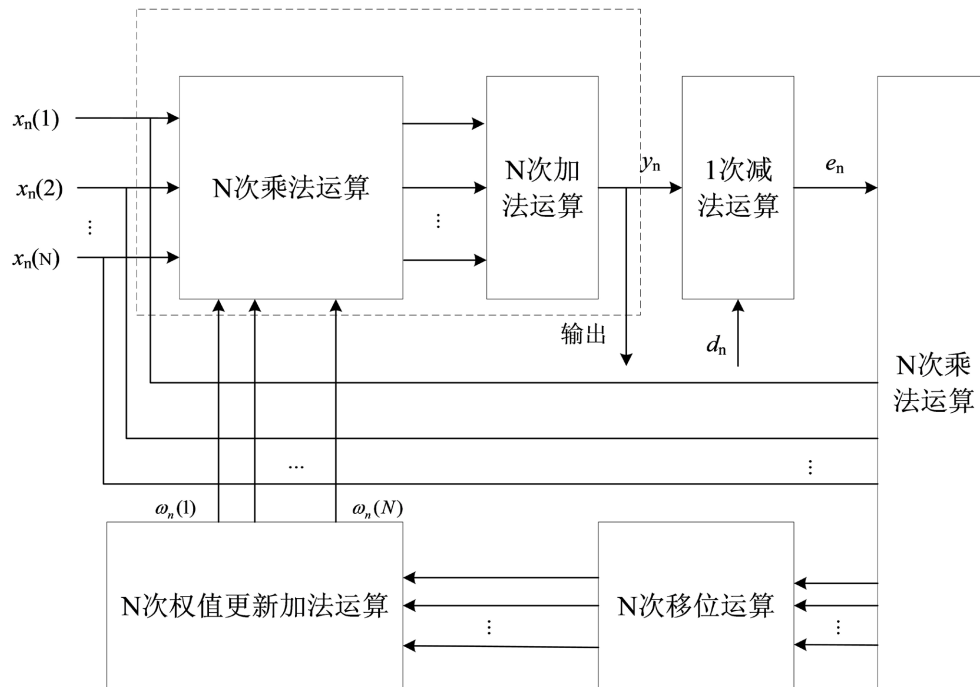 xn(1)
xn(2)
⋮
xn(N)
N次乘法运算
⋮
N次加
法运算
yn
1次减
法运算
en
输出
dn
N次乘
法运算
...
⋮
ωn(1)
ωn(N)
N次权值更新加法运算
⋮
N次移位运算
⋮